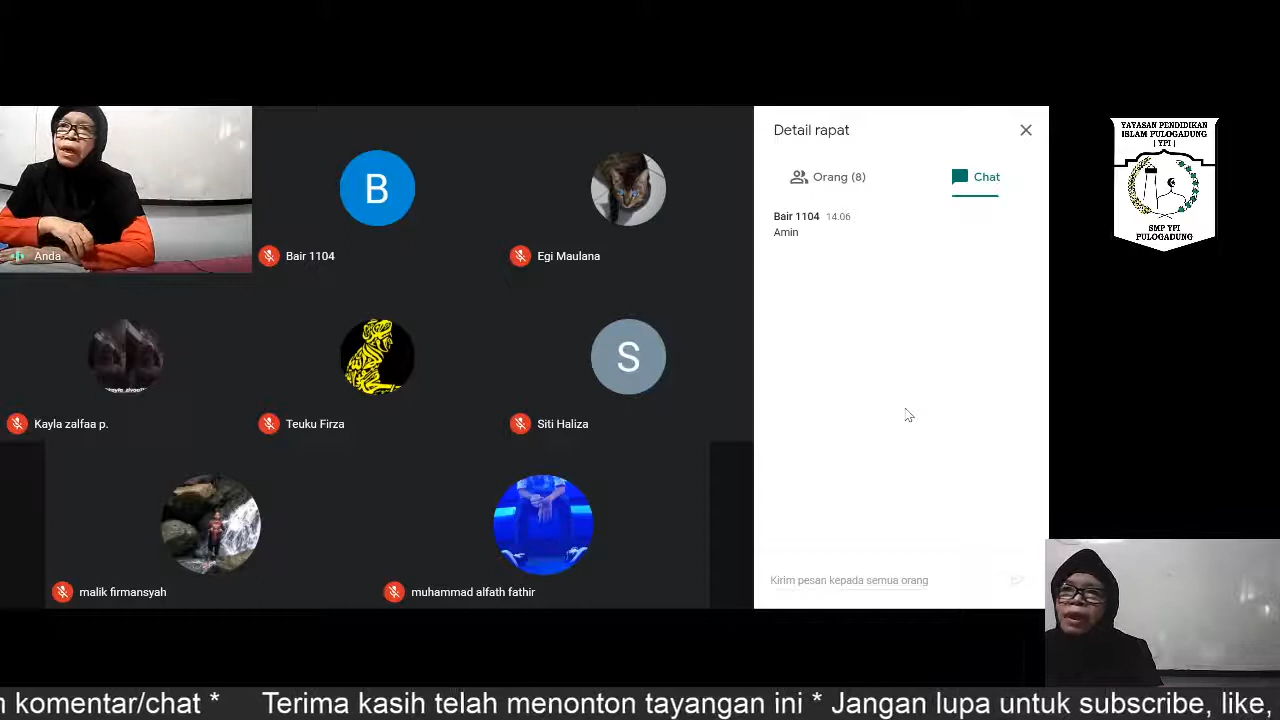 Detail rapat
Orang (8)
Chat
Bair 1104 14.06
Amin
Kirim pesan kepada semua orang
Anda
B
Bair 1104
Egi Maulana
Kayla zalfaa p.
Teuku Firza
S
Siti Haliza
malik firmansyah
muhammad alfath fathir
YAYASAN PENDIDIKAN
ISLAM PULOGADUNG
( YPI )
SMP YPI
PULOGADUNG
komentar/chat * Terima kasih telah menonton tayangan ini * Jangan lupa untuk subscribe, like,